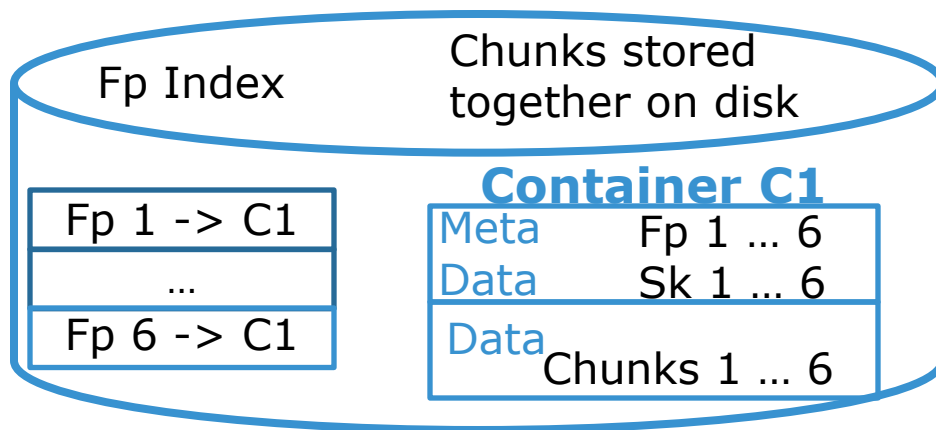 Fp Index
Chunks stored
together on disk
Fp 1 -> C1
…
Fp 6 -> C1
Container C1
Meta Fp 1 … 6
Data Sk 1 … 6
Data
Chunks 1 … 6